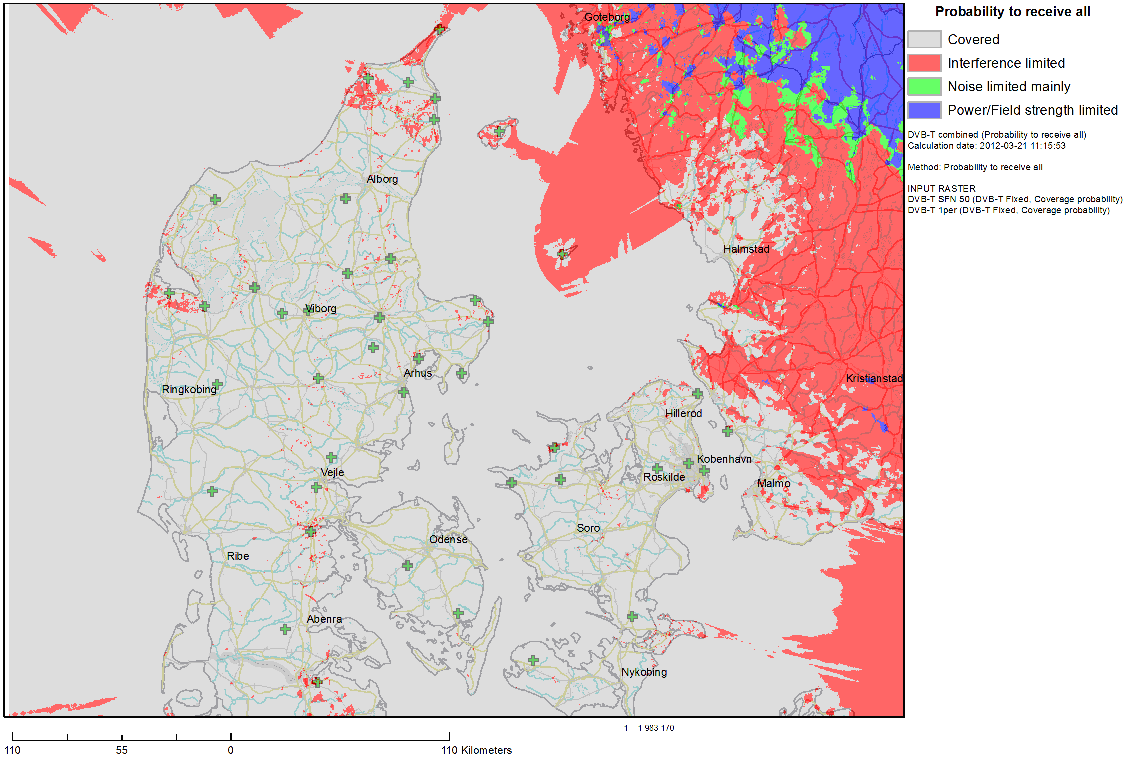 Probability to receive all
Covered
Interference limited
Noise limited mainly
Power/Field strength limited
DVB-T combined (Probability to receive all)
Calculation date: 2012-03-21 11:15:53
Method: Probability to receive all
INPUT RASTER
DVB-T SFN 50 (DVB-T Fixed, Coverage probability)
DVB-T 1per (DVB-T Fixed, Coverage probability)
Goteborg
Alborg
Halmstad
Viborg
Arhus
Kristianstad
Ringkobing
Hillerod
Kobenhavn
Vejle
Roskilde
Malmo
Soro
Odense
Ribe
Abenra
Nykobing
110 55 0 110 Kilometers